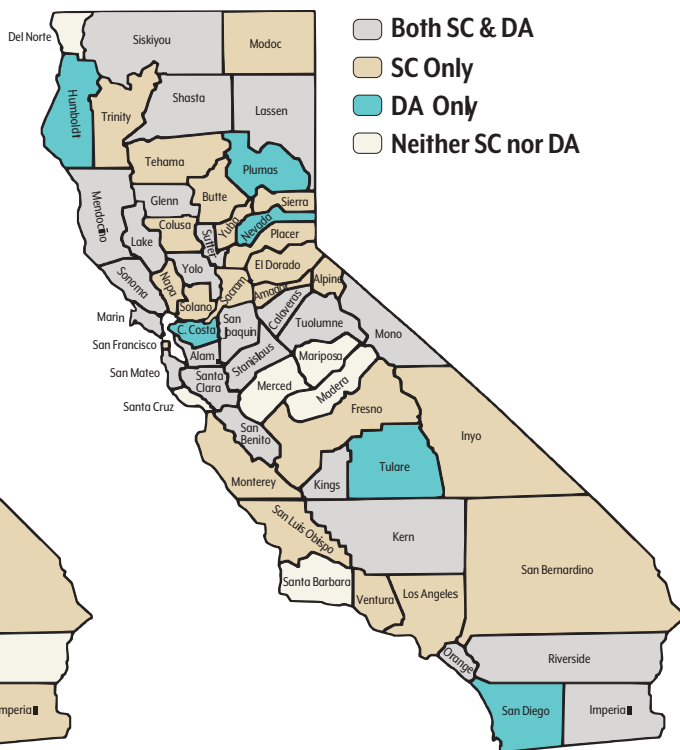 Both SC & DA
SC Only
DA Only
Neither SC nor DA
Del Norte
Siskiyou
Modoc
Humboldt
Trinity
Shasta
Lassen
Tehama
Plumas
Mendocino
Glenn
Butte
Sierra
Colusa
Yuba
Nevada
Lake
Sutter
Placer
Sonoma
Napa
Yolo
El Dorado
Sacram
Amador
Alpine
Solano
Calaveras
Marin
C. Costa
San
Joaquin
Tuolumne
Mono
San Francisco
Alam
Stanislaus
Mariposa
San Mateo
Santa
Clara
Merced
Madera
Santa Cruz
San
Benito
Fresno
Inyo
Monterey
Kings
Tulare
San Luis Obispo
Kern
San Bernardino
Santa Barbara
Ventura
Los Angeles
Orange
Riverside
San Diego
Imperia
mperia